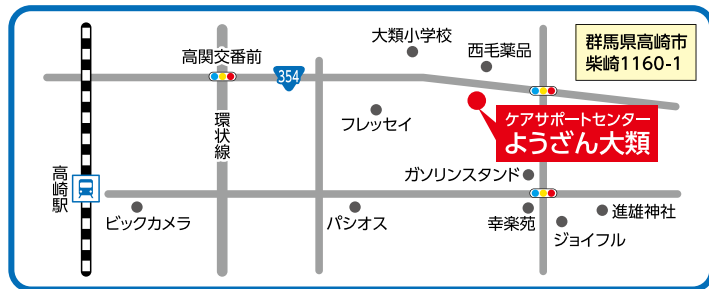 大類小学校
西毛薬品
群馬県高崎市
柴崎1160-1
高関交番前
354
フレッセイ
ケアサポートセンター
ようざん大類
環状線
ガソリンスタンド
高崎駅
ビックカメラ
パシオス
幸楽苑
進雄神社
ジョイフル